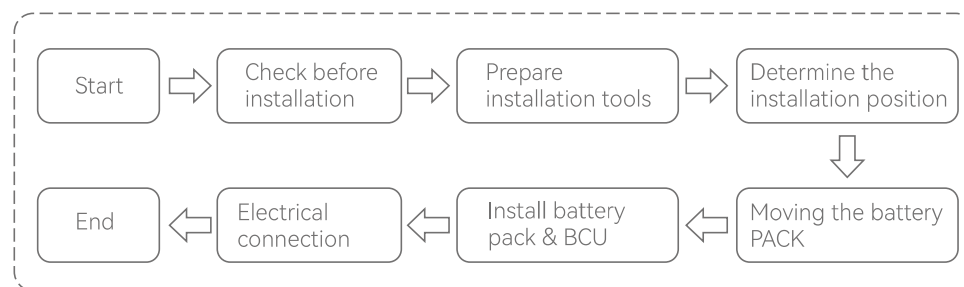 Start
Check before
installation
Prepare
installation tools
Determine the
installation position
Moving the battery
PACK
Install battery
pack & BCU
Electrical
connection
End